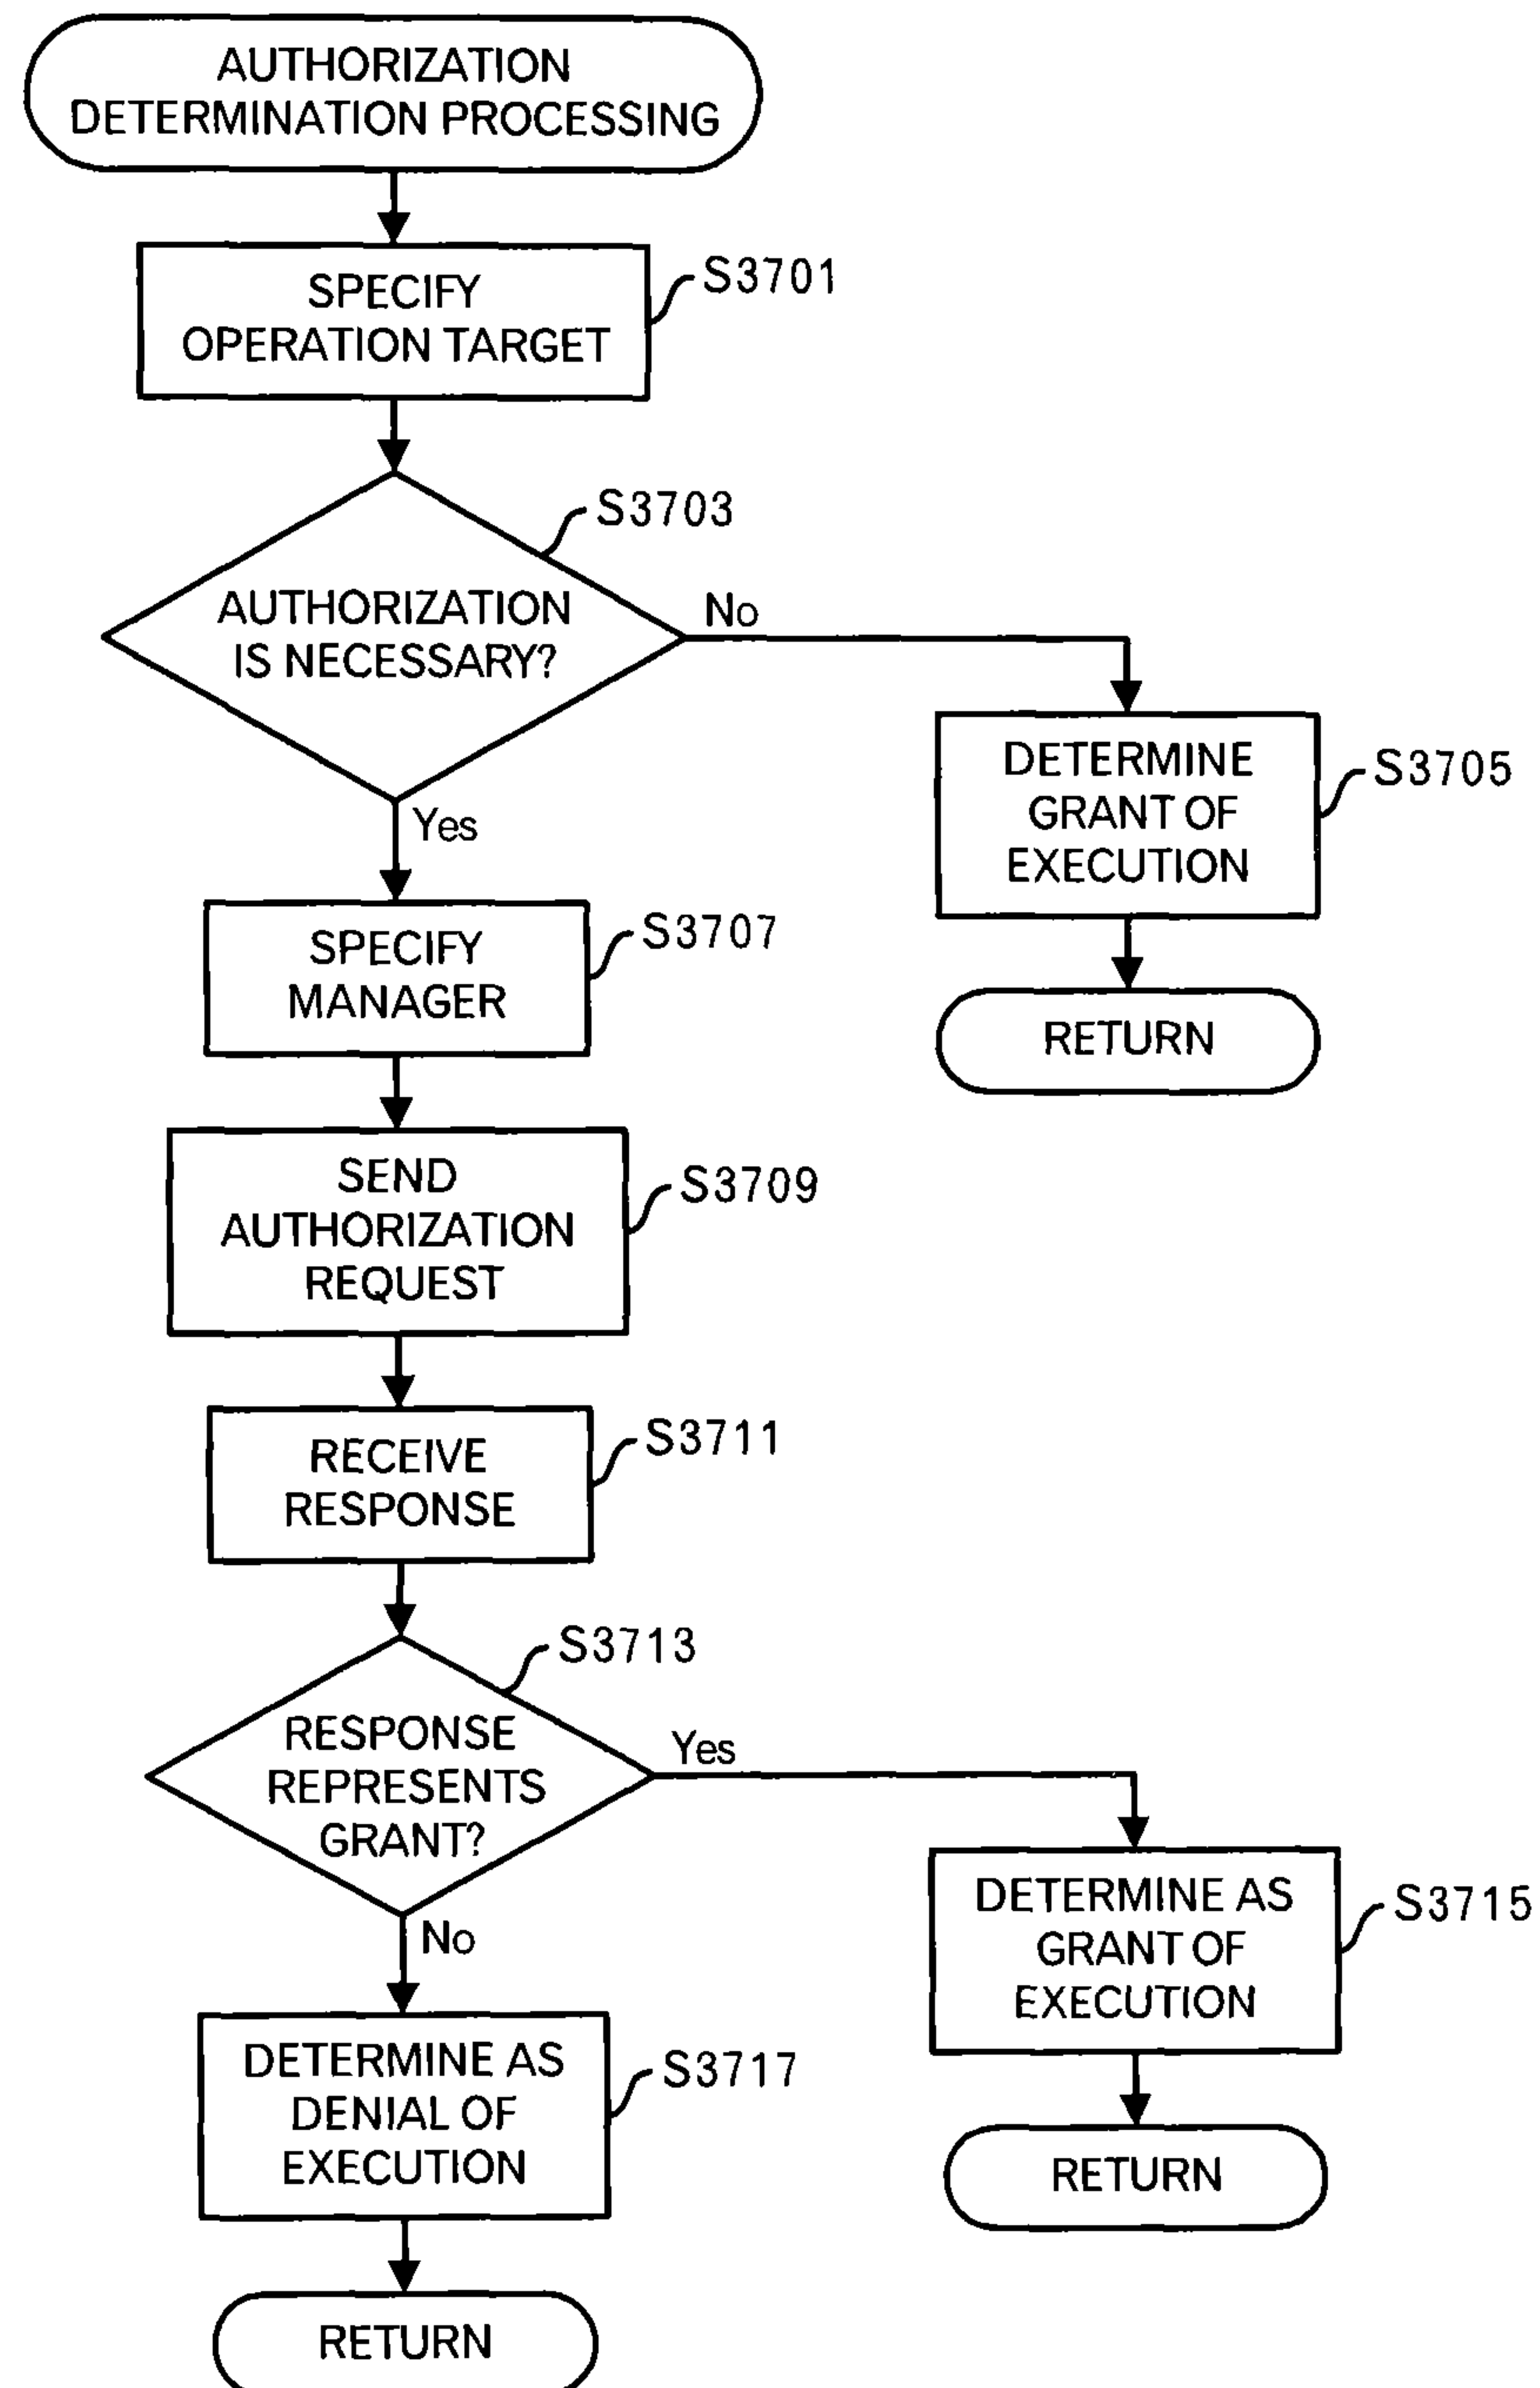 AUTHORIZATION
DETERMINATION PROCESSING
SPECIFY
OPERATION TARGET
S3701
S3703
AUTHORIZATION
IS NECESSARY?
No
Yes
DETERMINE
GRANT OF
EXECUTION
S3705
RETURN
SPECIFY
MANAGER
S3707
SEND
AUTHORIZATION
REQUEST
S3709
RECEIVE
RESPONSE
S3711
S3713
RESPONSE
REPRESENTS
GRANT?
Yes
No
DETERMINE AS
GRANT OF
EXECUTION
S3715
RETURN
DETERMINE AS
DENIAL OF
EXECUTION
S3717
RETURN